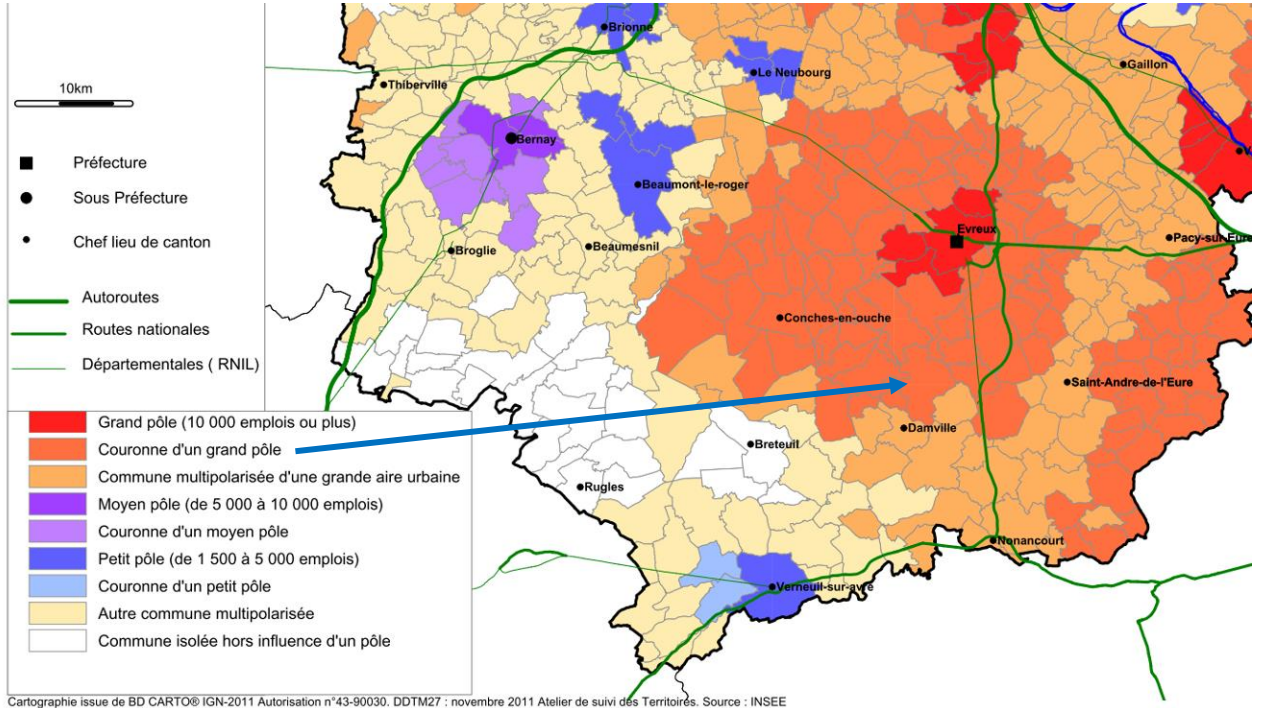 10km
Préfecture
Sous Préfecture
Chef lieu de canton
Autoroutes
Routes nationales
Départementales ( RNIL)
Grand pôle (10 000 emplois ou plus)
Couronne d'un grand pôle
Commune multipolarisée d'une grande aire urbaine
Moyen pôle (de 5 000 à 10 000 emplois)
Couronne d'un moyen pôle
Petit pôle (de 1 500 à 5 000 emplois)
Couronne d'un petit pôle
Autre commune multipolarisée
Commune isolée hors influence d'un pôle
Brionne
Thiberville
Le Neubourg
Gaillon
Bernay
Beaumont-le-roger
Evreux
Broglie
Beaumesnil
Pacy-sur-Eure
Conches-en-ouche
Saint-Andre-de-l'Eure
Damville
Breteuil
Rugles
Nonancourt
Verneuil-sur-avre
Cartographie issue de BD CARTO® IGN-2011 Autorisation n°43-90030. DDTM27 : novembre 2011 Atelier de suivi des Territoires. Source : INSEE